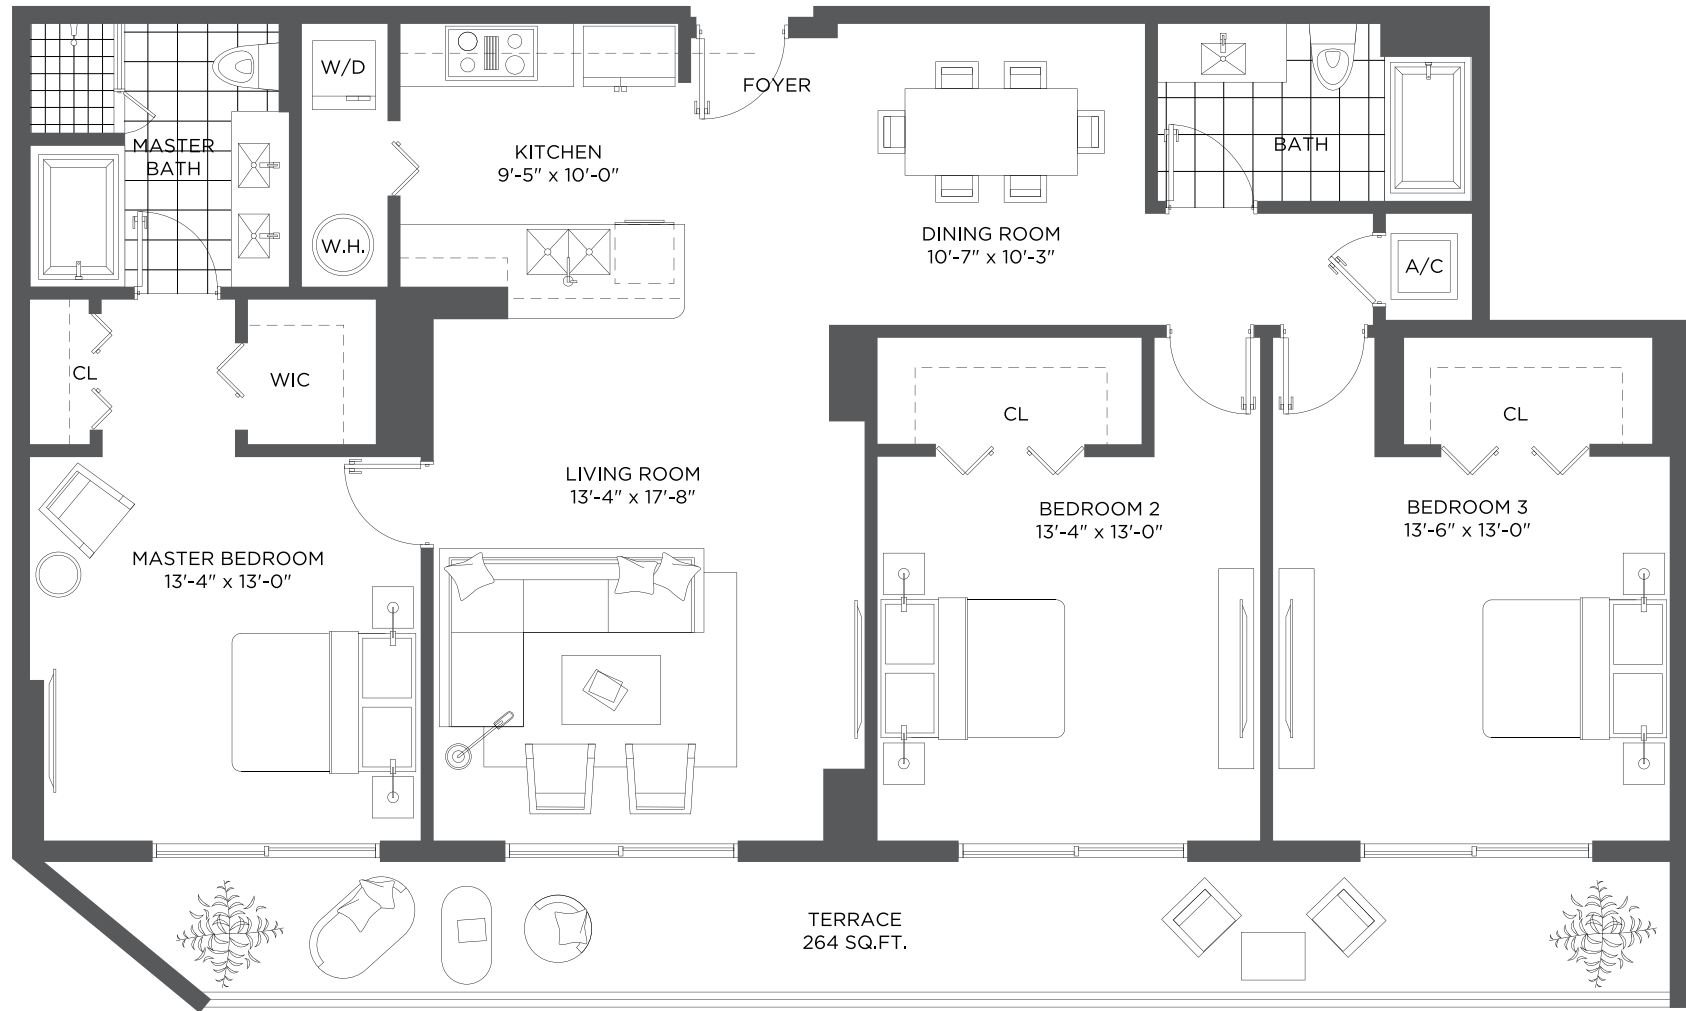 W/D
FOYER
MASTER
BATH
KITCHEN
9'-5" x 10'-0"
BATH
W.H.
DINING ROOM
10'-7" x 10'-3"
A/C
CL
WIC
CL
CL
LIVING ROOM
13'-4" x 17'-8"
BEDROOM 2
13'-4" x 13'-0"
BEDROOM 3
13'-6" x 13'-0"
MASTER BEDROOM
13'-4" x 13'-0"
TERRACE
264 SQ.FT.